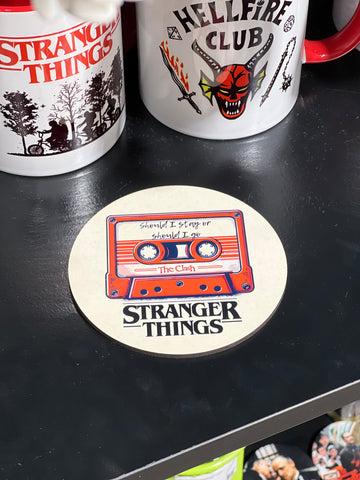 STRANGER
THINGS
HELLFIRE
CLUB
should I stay or
should I go
The Clash
STRANGER
THINGS